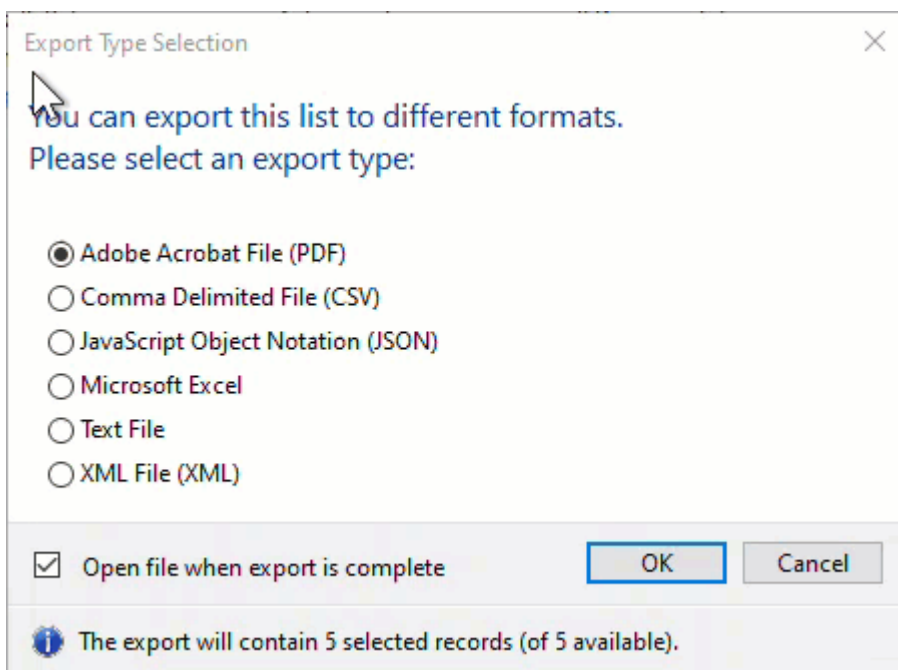 Export Type Selection
You can export this list to different formats.
Please select an export type:
Adobe Acrobat File (PDF)
Comma Delimited File (CSV)
JavaScript Object Notation (JSON)
Microsoft Excel
Text File
XML File (XML)
Open file when export is complete
OK
Cancel
The export will contain 5 selected records (of 5 available).